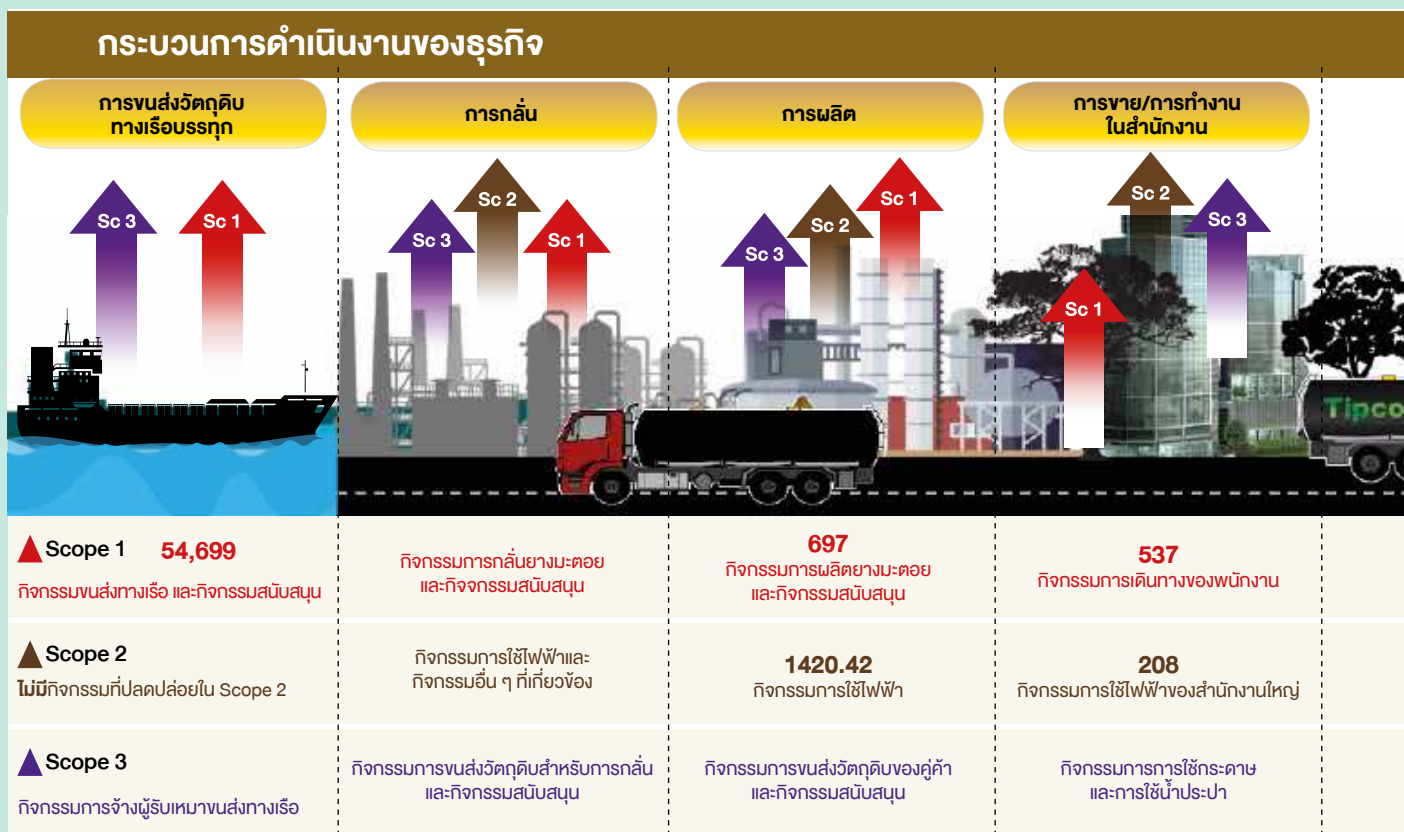 กระบวนการดำเนินงานของธุรกิจ
การขนส่งวัตถุดิบ
ทางเรือบรรทุก
การกลั่น
การผลิต
การขาย/การทำงาน
ในสำนักงาน
Sc 3
Sc 1
Sc 3
Sc 2
Sc 1
Sc 3
Sc 2
Sc 1
Sc 1
Sc 2
Sc 3
Tipco
Scope 1 54,699
กิจกรรมขนส่งทางเรือ และกิจกรรมสนับสนุน
กิจกรรมการกลั่นยางมะตอย
และกิจจกรรมสนับสนุน
697
กิจกรรมการผลิตยางมะตอย
และกิจกรรมสนับสนุน
537
กิจกรรมการเดินทางของพนักงาน
Scope 2
ไม่มีกิจกรรมที่ปลดปล่อยใน Scope 2
กิจกรรมการใช้ไฟฟ้าและ
กิจกรรมอื่น ๆ ที่เกี่ยวข้อง
1420.42
กิจกรรมการใช้ไฟฟ้า
208
กิจกรรมการใช้ไฟฟ้าของสำนักงานใหญ่
Scope 3
กิจกรรมการจ้างผู้รับเหมาขนส่งทางเรือ
กิจกรรมการขนส่งวัตถุดิบสำหรับการกลั่น
และกิจกรรมสนับสนุน
กิจกรรมการขนส่งวัตถุดิบของคู่ค้า
และกิจกรรมสนับสนุน
กิจกรรมการการใช้กระดาษ
และการใช้น้ำประปา